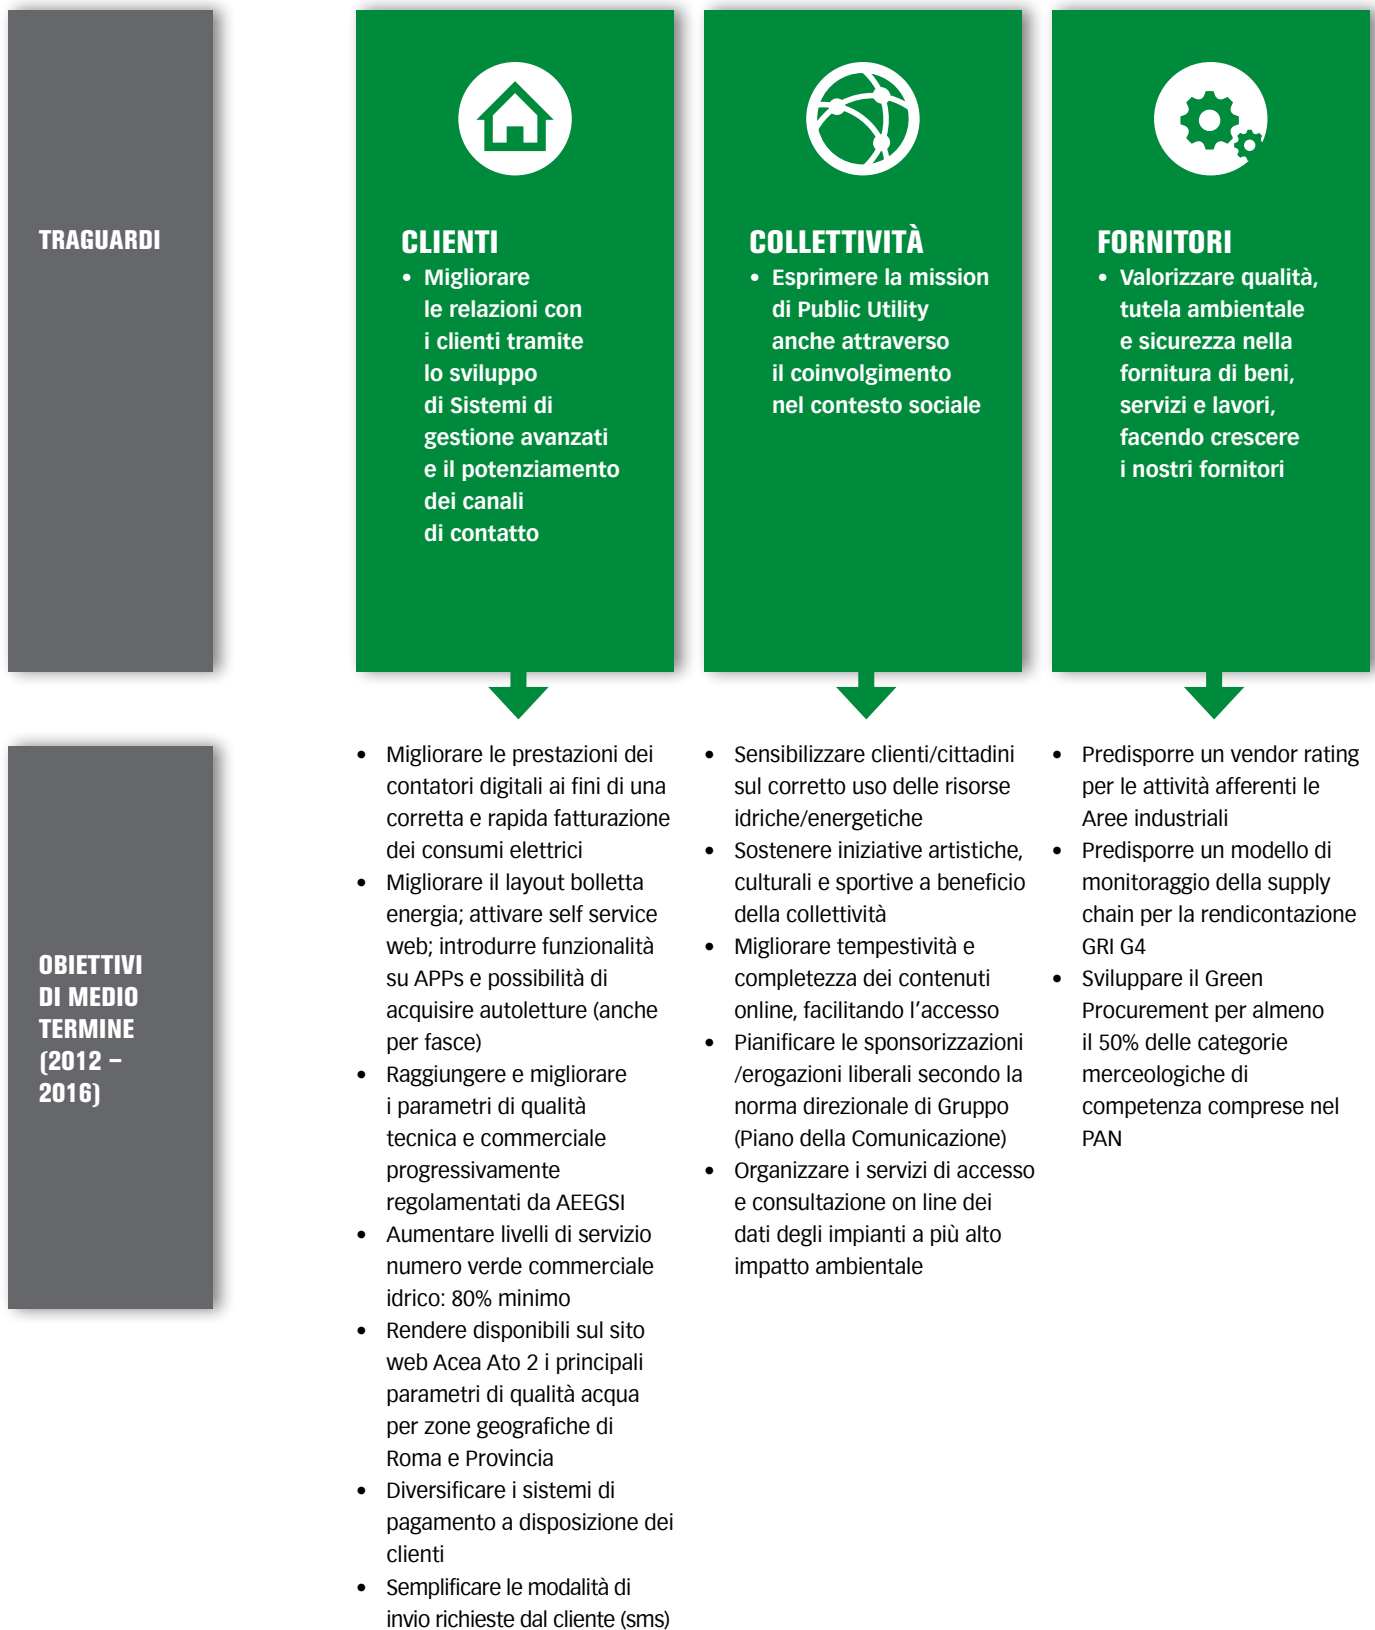 TRAGUARDI
CLIENTI
• Migliorare
le relazioni con
i clienti tramite
lo sviluppo
di Sistemi di
gestione avanzati
e il potenziamento
dei canali
di contatto
COLLETTIVITÀ
• Esprimere la mission
di Public Utility
anche attraverso
il coinvolgimento
nel contesto sociale
FORNITORI
• Valorizzare qualità,
tutela ambientale
e sicurezza nella
fornitura di beni,
servizi e lavori,
facendo crescere
i nostri fornitori
OBIETTIVI
DI MEDIO
TERMINE
(2012 –
2016)
• Migliorare le prestazioni dei
contatori digitali ai fini di una
corretta e rapida fatturazione
dei consumi elettrici
• Migliorare il layout bolletta
energia; attivare self service
web; introdurre funzionalità
su APPs e possibilità di
acquisire autoletture (anche
per fasce)
• Raggiungere e migliorare
i parametri di qualità
tecnica e commerciale
progressivamente
regolamentati da AEEGSI
• Aumentare livelli di servizio
numero verde commerciale
idrico: 80% minimo
• Rendere disponibili sul sito
web Acea Ato 2 i principali
parametri di qualità acqua
per zone geografiche di
Roma e Provincia
• Diversificare i sistemi di
pagamento a disposizione dei
clienti
• Semplificare le modalità di
invio richieste dal cliente (sms)
• Sensibilizzare clienti/cittadini
sul corretto uso delle risorse
idriche/energetiche
• Sostenere iniziative artistiche,
culturali e sportive a beneficio
della collettività
• Migliorare tempestività e
completezza dei contenuti
online, facilitando l'accesso
• Pianificare le sponsorizzazioni
/erogazioni liberali secondo la
norma direzionale di Gruppo
(Piano della Comunicazione)
• Organizzare i servizi di accesso
e consultazione on line dei
dati degli impianti a più alto
impatto ambientale
• Predisporre un vendor rating
per le attività afferenti le
Aree industriali
• Predisporre un modello di
monitoraggio della supply
chain per la rendicontazione
GRI G4
• Sviluppare il Green
Procurement per almeno
il 50% delle categorie
merceologiche di
competenza comprese nel
PAN